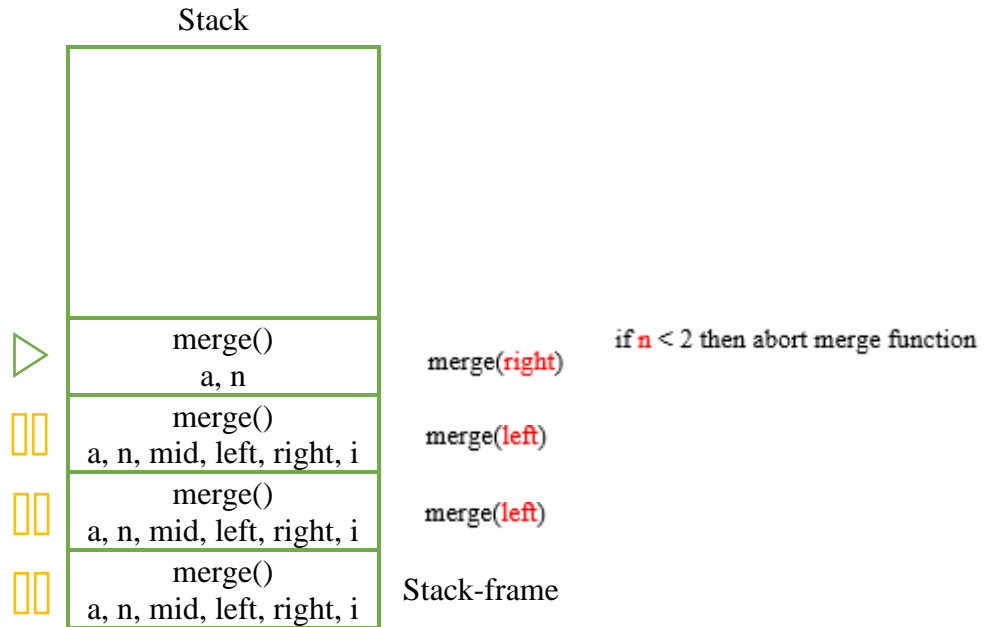 Stack
merge()
a, n
merge(right)
if n < 2 then abort merge function
merge()
a, n, mid, left, right, i
merge(left)
merge()
a, n, mid, left, right, i
merge(left)
merge()
a, n, mid, left, right, i
Stack-frame